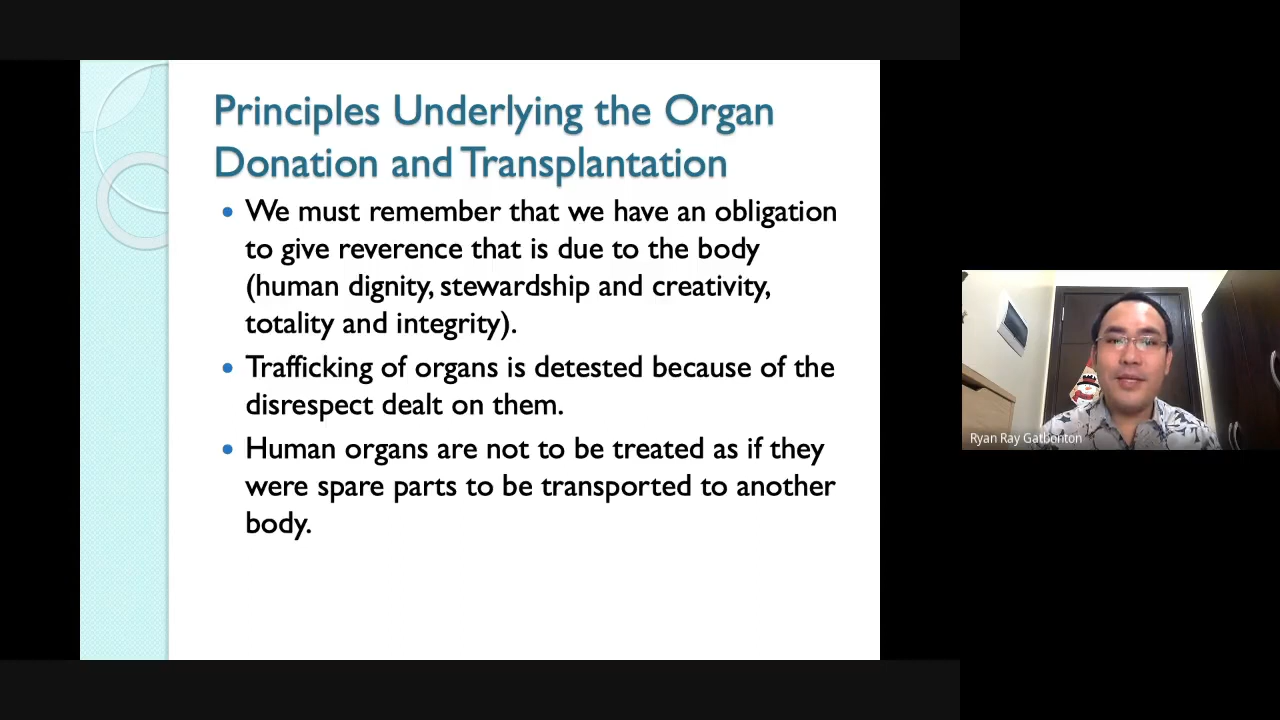 Principles Underlying the Organ
Donation and Transplantation
• We must remember that we have an obligation
to give reverence that is due to the body
(human dignity, stewardship and creativity,
totality and integrity).
• Trafficking of organs is detested because of the
disrespect dealt on them.
• Human organs are not to be treated as if they
were spare parts to be transported to another
body.
Ryan Ray Gatbonton